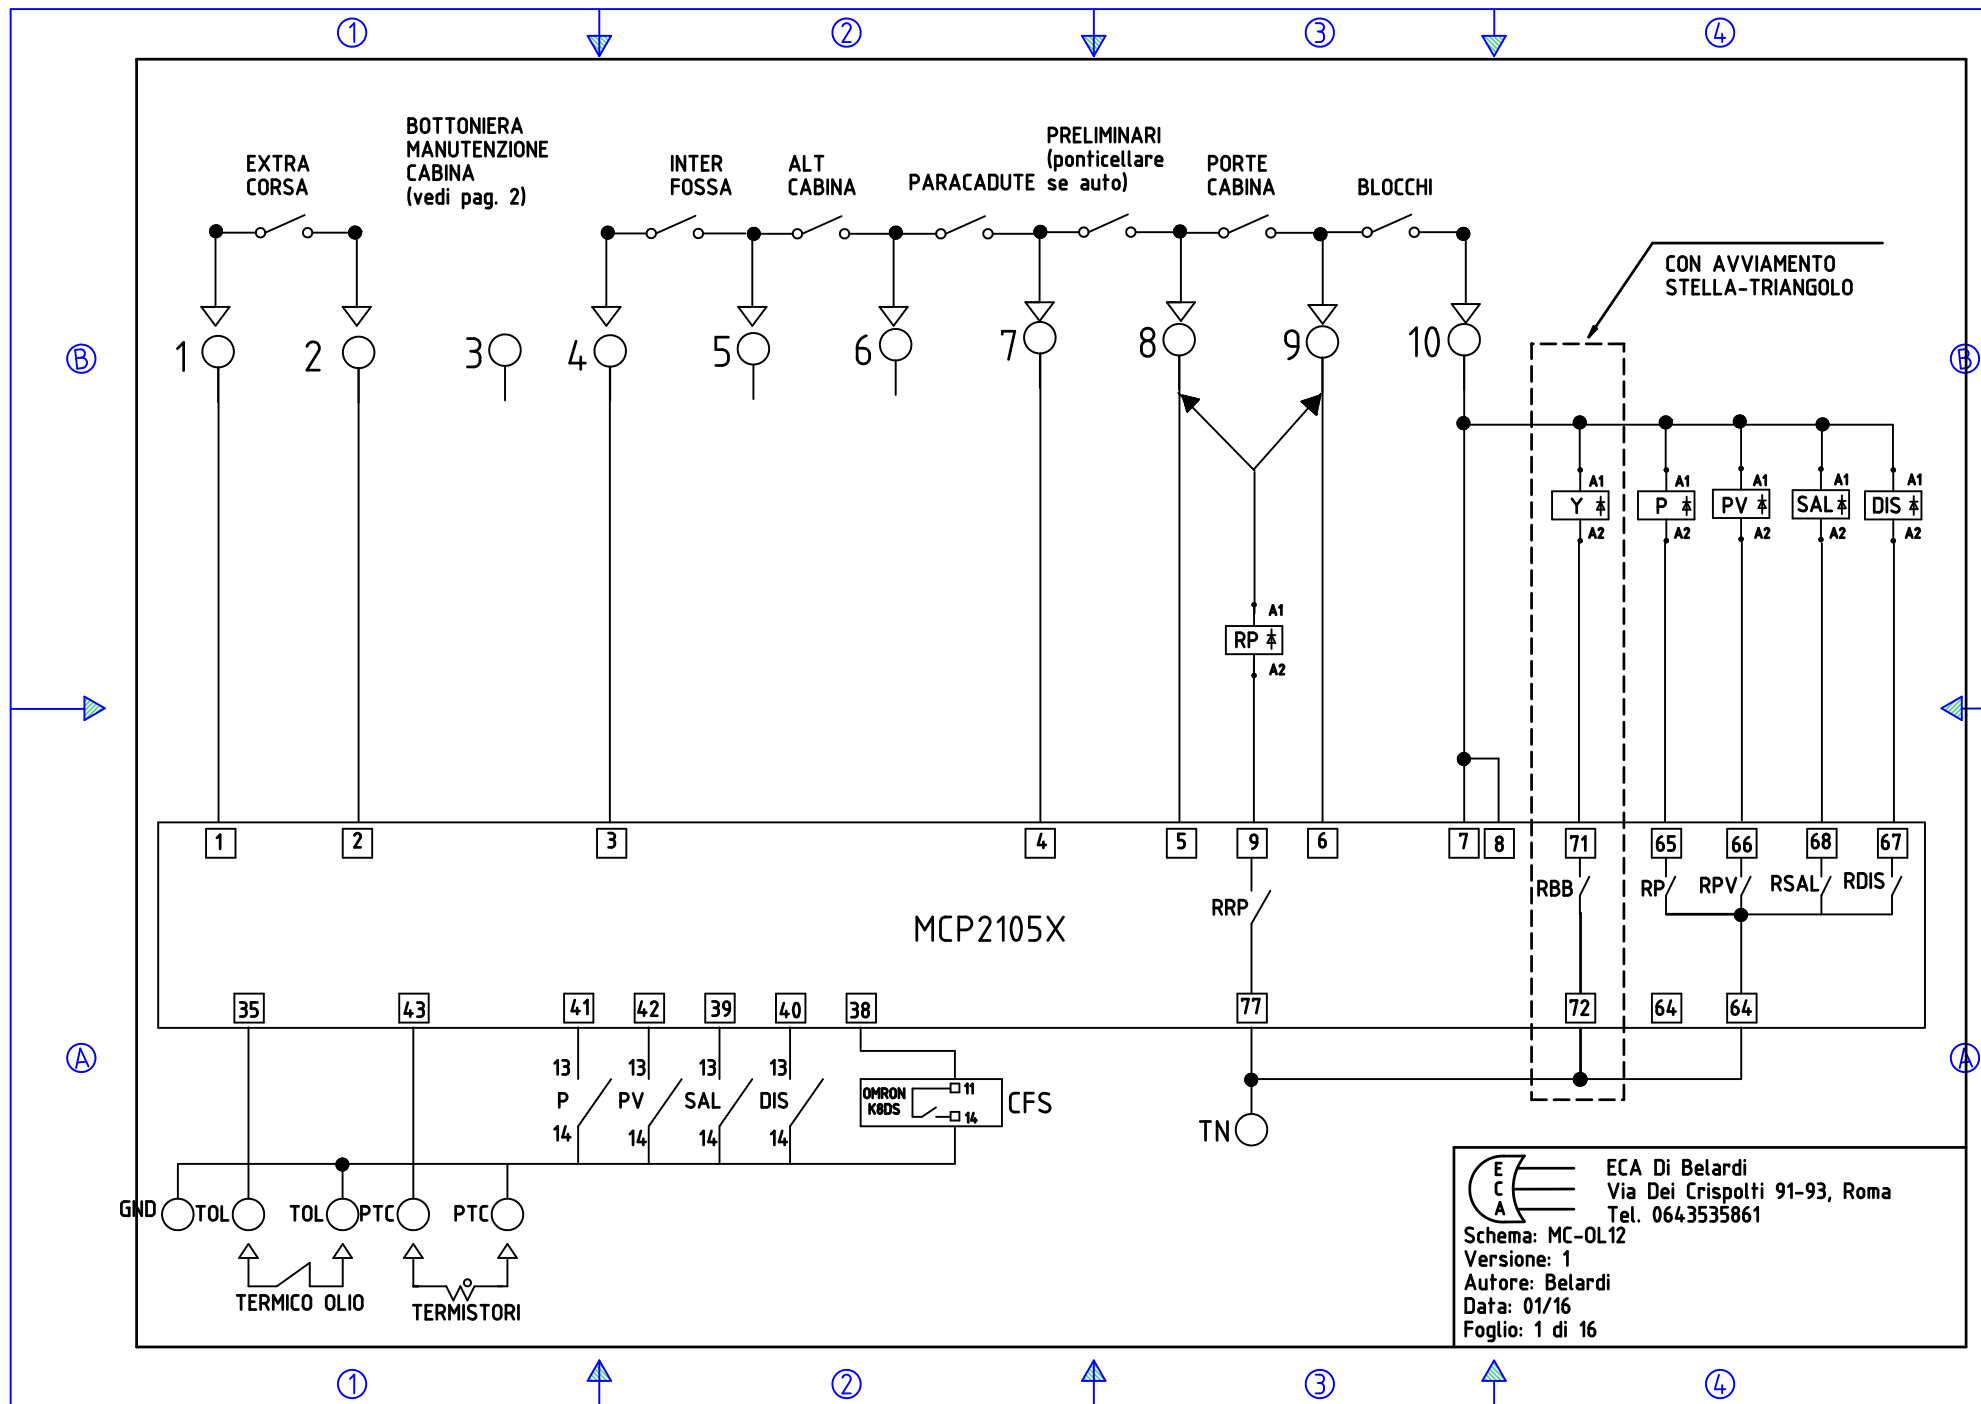 1
2
3
4
EXTRA
CORSA
BOTTONIERA
MANUTENZIONE
CABINA
(vedi pag. 2)
INTER
FOSSA
ALT
CABINA
PARACADUTE
PRELIMINARI
(ponticellare
se auto)
PORTE
CABINA
BLOCCHI
CON AVVIAMENTO
STELLA-TRIANGOLO
B
1
2
3
4
5
6
7
8
9
10
B
A1
A1
A1
A1
A1
Y
P
PV
SAL
DIS
A2
A2
A2
A2
A2
A1
RP
A2
1
2
3
4
5
9
6
7
8
71
65
66
68
67
RRP
RBB
RP
RPV
RSAL
RDIS
MCP2105X
35
43
41
42
39
40
38
77
72
64
64
A
13
13
13
13
P
PV
SAL
DIS
14
14
14
14
OMRON
K8DS
11
14
CFS
TN
A
GND
TOL
TOL
PTC
PTC
TERMICO OLIO
TERMISTORI
E
C
A
ECA Di Belardi
Via Dei Crispolti 91-93, Roma
Tel. 0643535861
Schema: MC-OL12
Versione: 1
Autore: Belardi
Data: 01/16
Foglio: 1 di 16
1
2
3
4